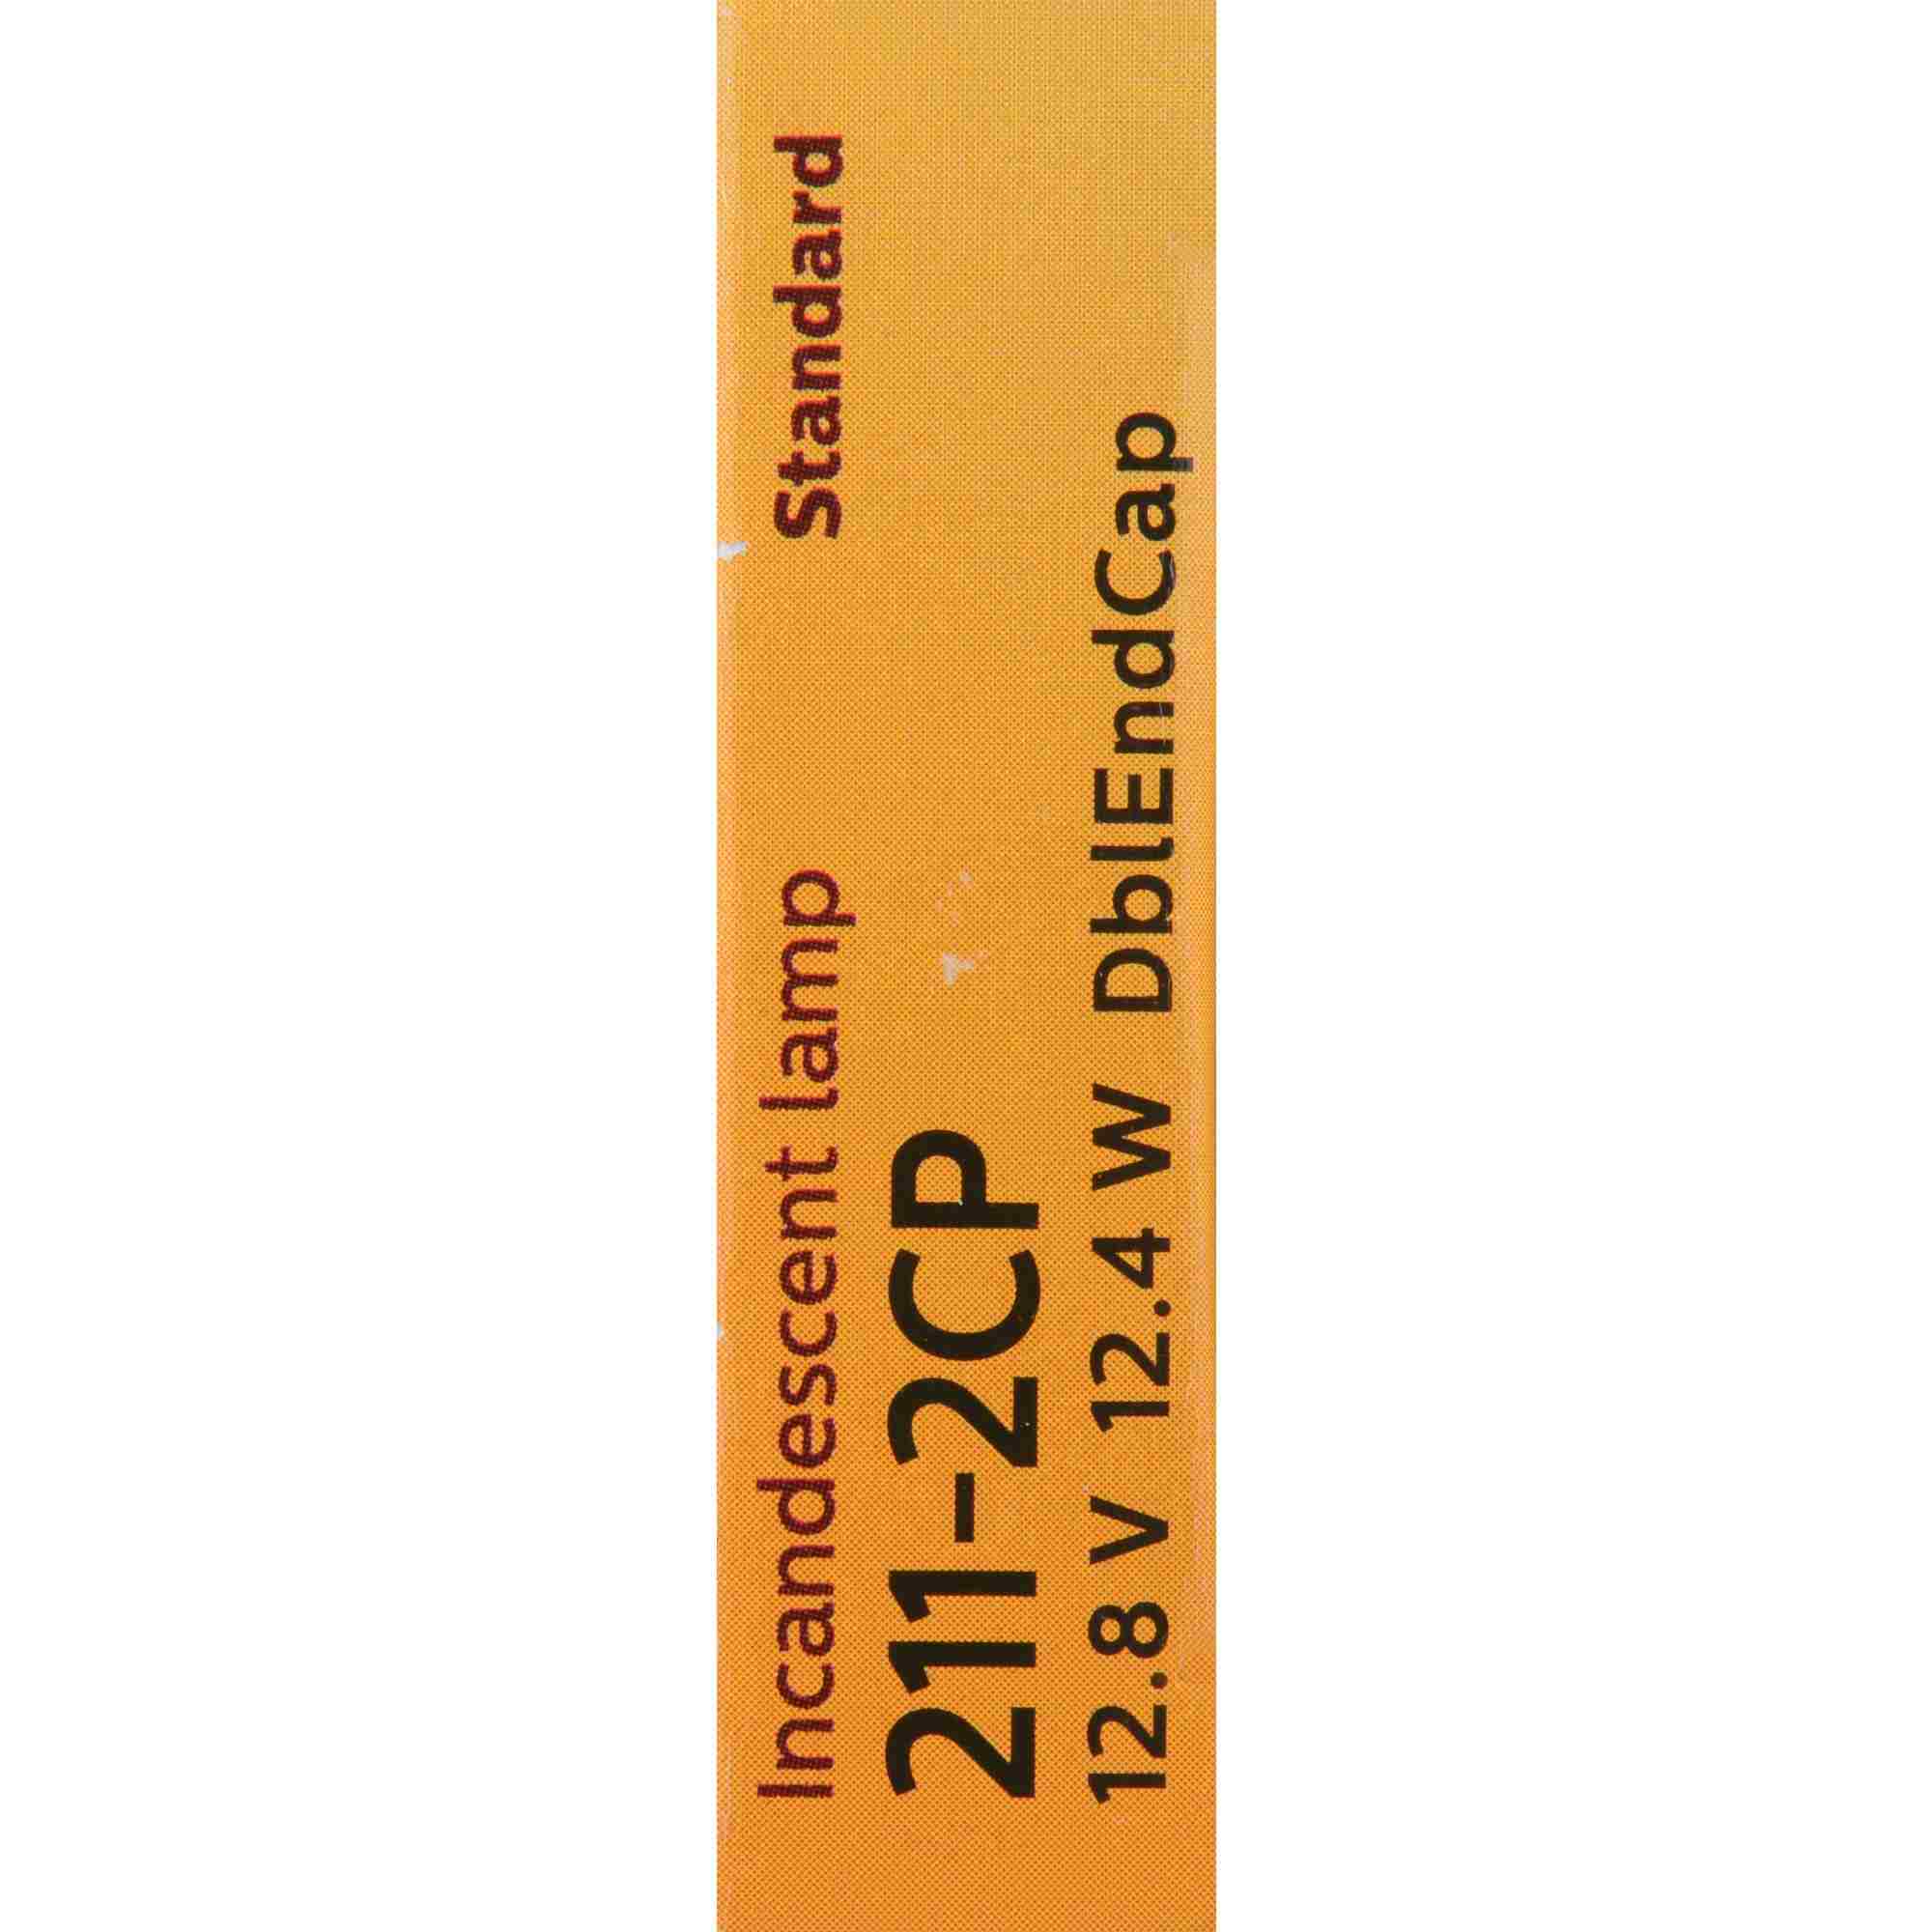 Incandescent lamp Standard
211-2CP
12.8 V 12.4 W DblEndCap